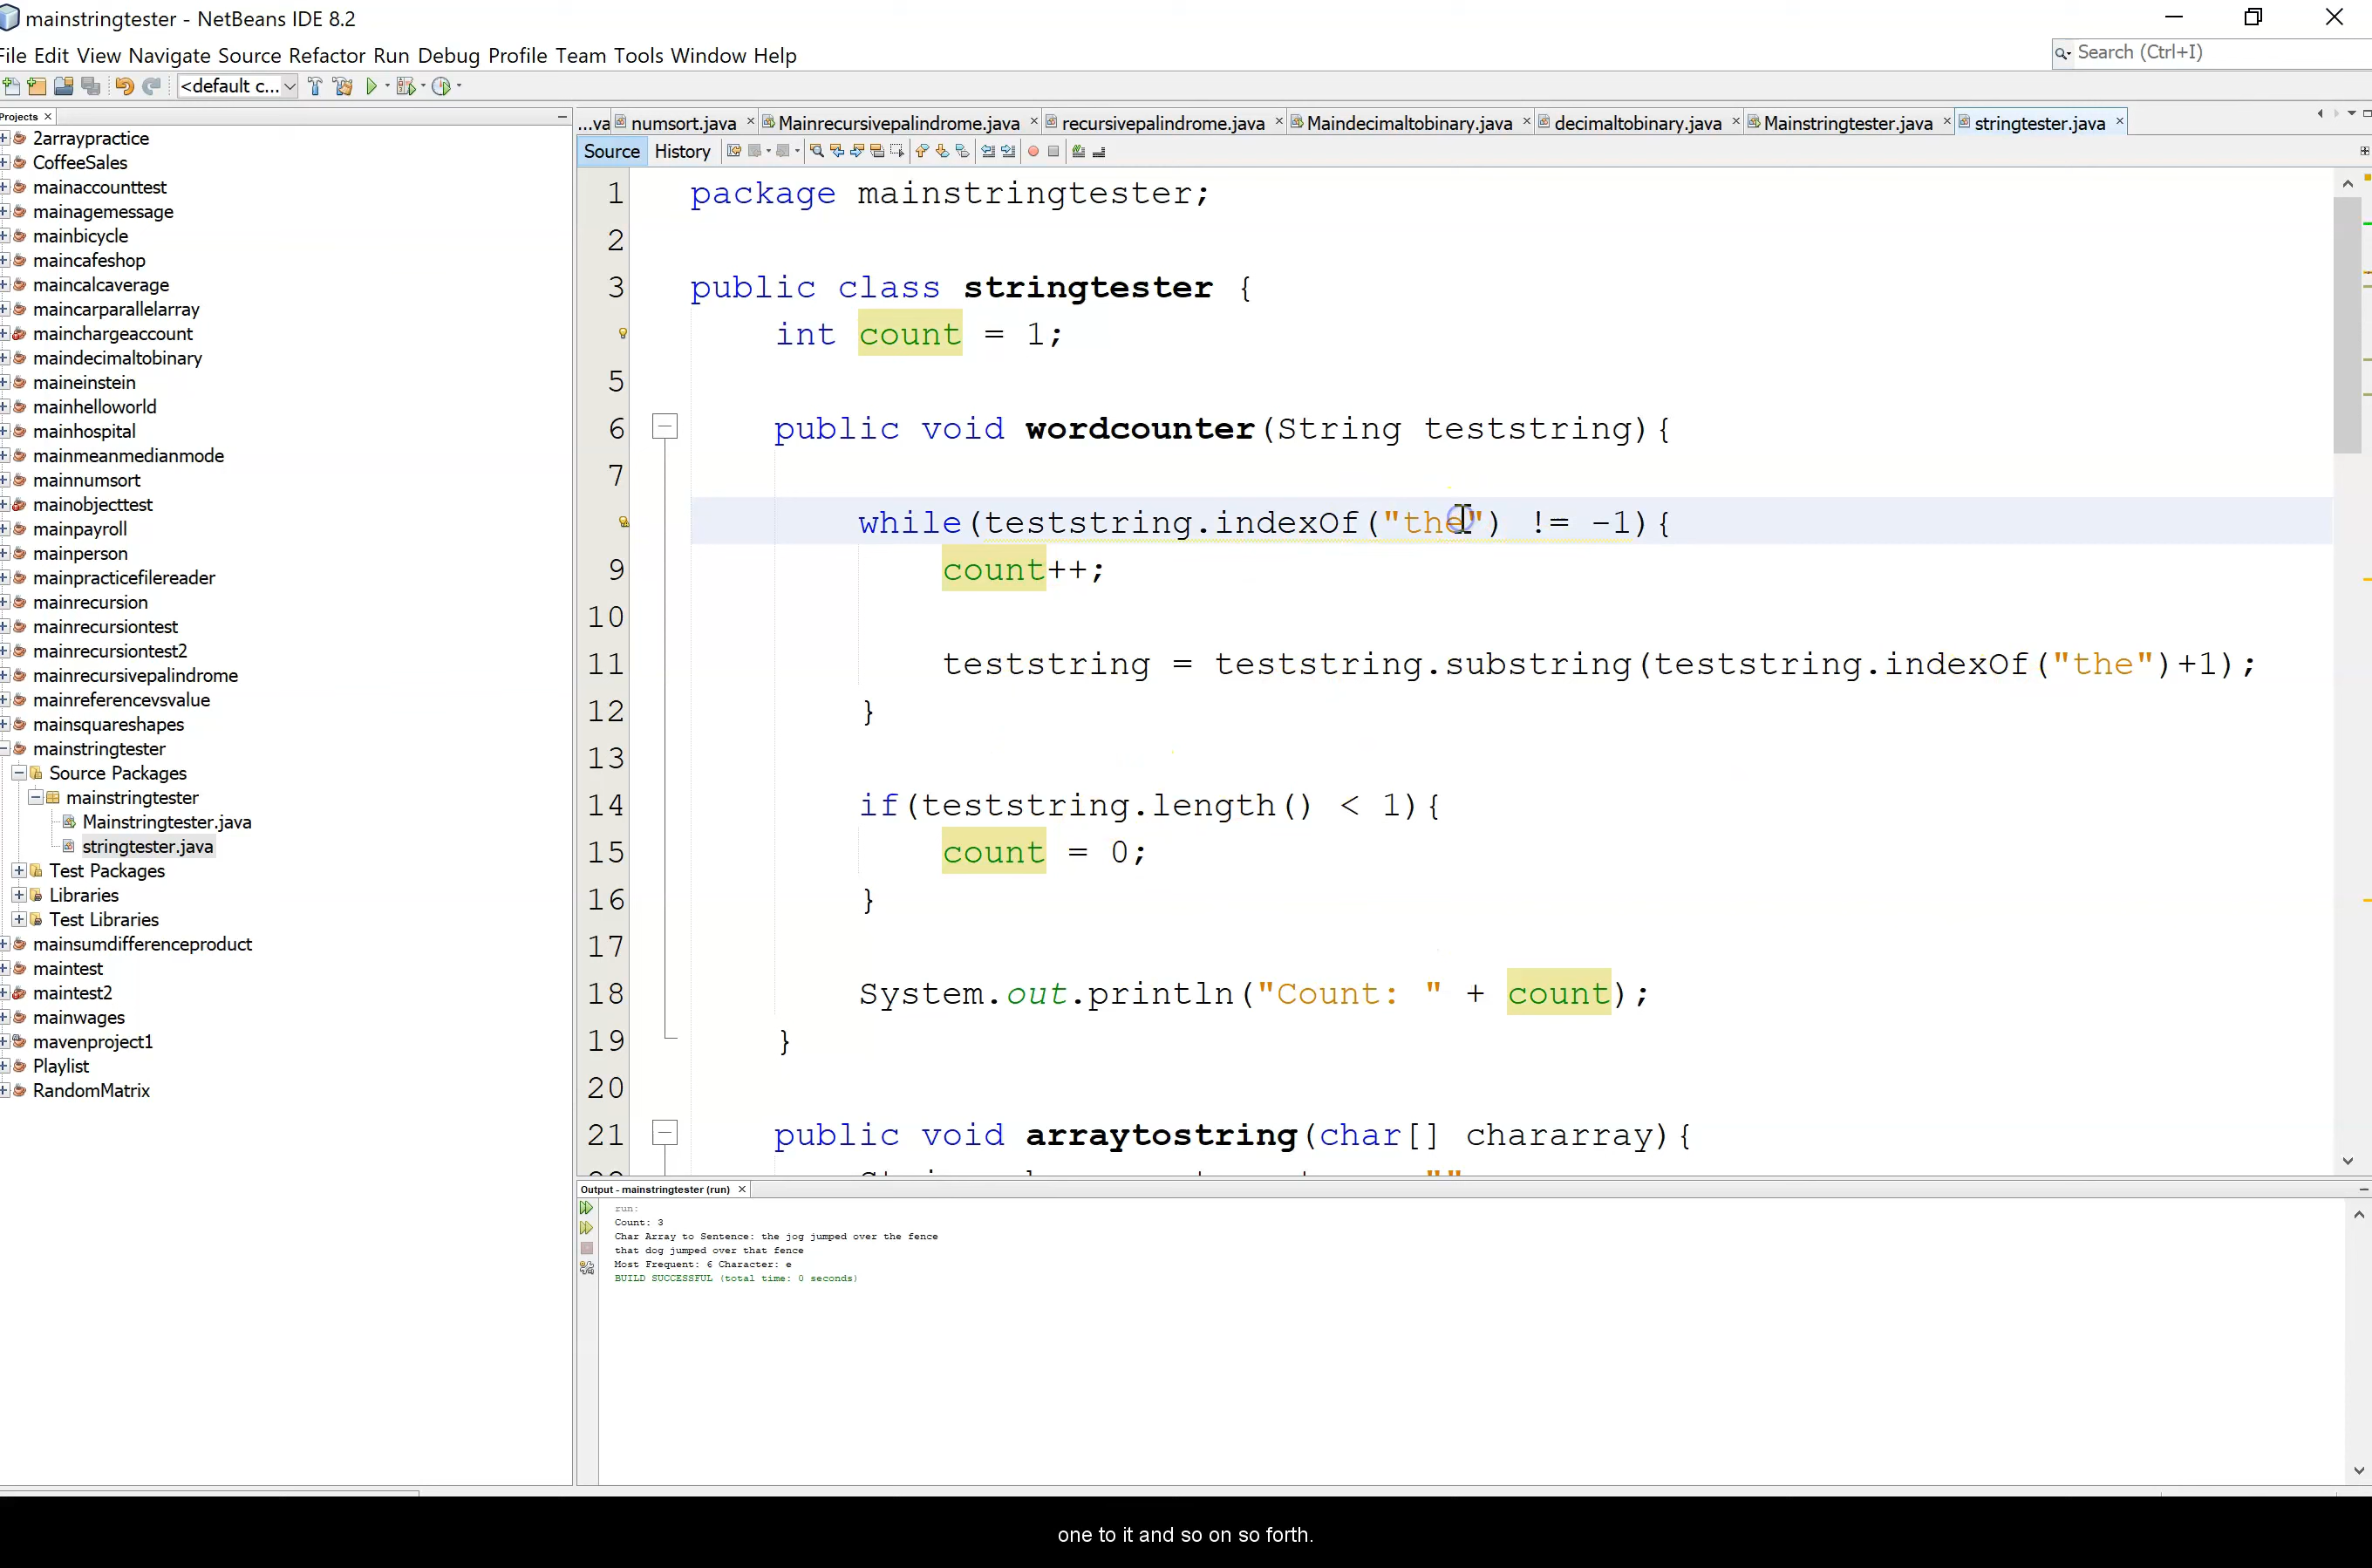 mainstringtester - NetBeans IDE 8.2
File Edit View Navigate Source Refactor Run Debug Profile Team Tools Window Help
Search (Ctrl+I)
<default c...
Projects
...va numsort.java Mainrecursivepalindrome.java recursivepalindrome.java Maindecimaltobinary.java decimaltobinary.java Mainstringtester.java stringtester.java
Source History
2arraypractice
CoffeeSales
mainaccounttest
mainagemessage
mainbicycle
maincafeshop
maincalcaverage
maincarparallelarray
mainchargeaccount
maindecimaltobinary
maineinstein
mainhelloworld
mainhospital
mainmeanmedianmode
mainnumsort
mainobjecttest
mainpayroll
mainperson
mainpracticefilereader
mainrecursion
mainrecursiontest
mainrecursiontest2
mainrecursivepalindrome
mainreferencevsvalue
mainsquareshapes
mainstringtester
Source Packages
mainstringtester
Mainstringtester.java
stringtester.java
Test Packages
Libraries
Test Libraries
mainsumdifferenceproduct
maintest
maintest2
mainwages
mavenproject1
Playlist
RandomMatrix
1 package mainstringtester;
2
3 public class stringtester {
int count = 1;
5
6 public void wordcounter(String teststring){
7
while(teststring.indexOf("the") != -1){
9 count++;
10
11 teststring = teststring.substring(teststring.indexOf("the")+1);
12 }
13
14 if(teststring.length() < 1){
15 count = 0;
16 }
17
18 System.out.println("Count: " + count);
19 }
20
21 public void arraytostring(char[] chararray){
Output - mainstringtester (run)
run:
Count: 3
Char Array to Sentence: the jog jumped over the fence
that dog jumped over that fence
Most Frequent: 6 Character: e
BUILD SUCCESSFUL (total time: 0 seconds)
one to it and so on so forth.